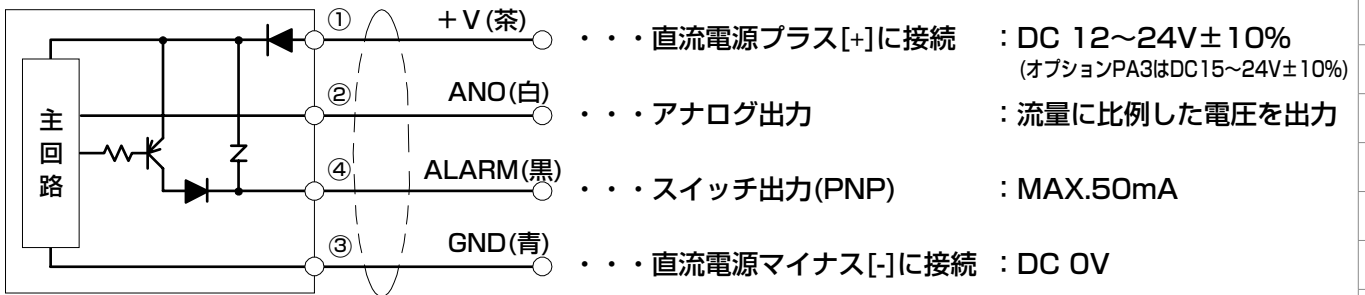 ① +V(茶) ・・・直流電源プラス[+]に接続 :DC 12～24V±10%
(オプションPA3はDC15～24V±10%)
② ANO(白) ・・・アナログ出力 :流量に比例した電圧を出力
主回路
④ ALARM(黒) ・・・スイッチ出力(PNP) :MAX.50mA
③ GND(青) ・・・直流電源マイナス[-]に接続 :DC 0V